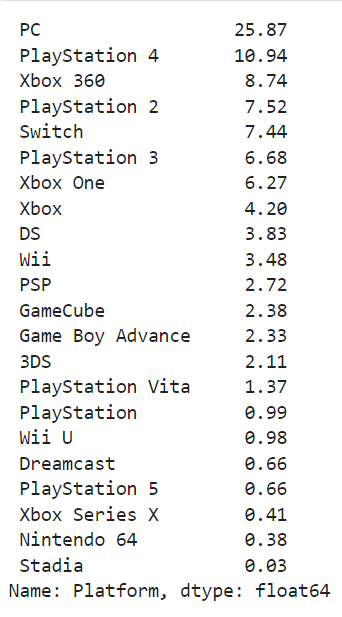 PC 25.87
PlayStation 4 10.94
Xbox 360 8.74
PlayStation 2 7.52
Switch 7.44
PlayStation 3 6.68
Xbox One 6.27
Xbox 4.20
DS 3.83
Wii 3.48
PSP 2.72
GameCube 2.38
Game Boy Advance 2.33
3DS 2.11
PlayStation Vita 1.37
PlayStation 0.99
Wii U 0.98
Dreamcast 0.66
PlayStation 5 0.66
Xbox Series X 0.41
Nintendo 64 0.38
Stadia 0.03
Name: Platform, dtype: float64